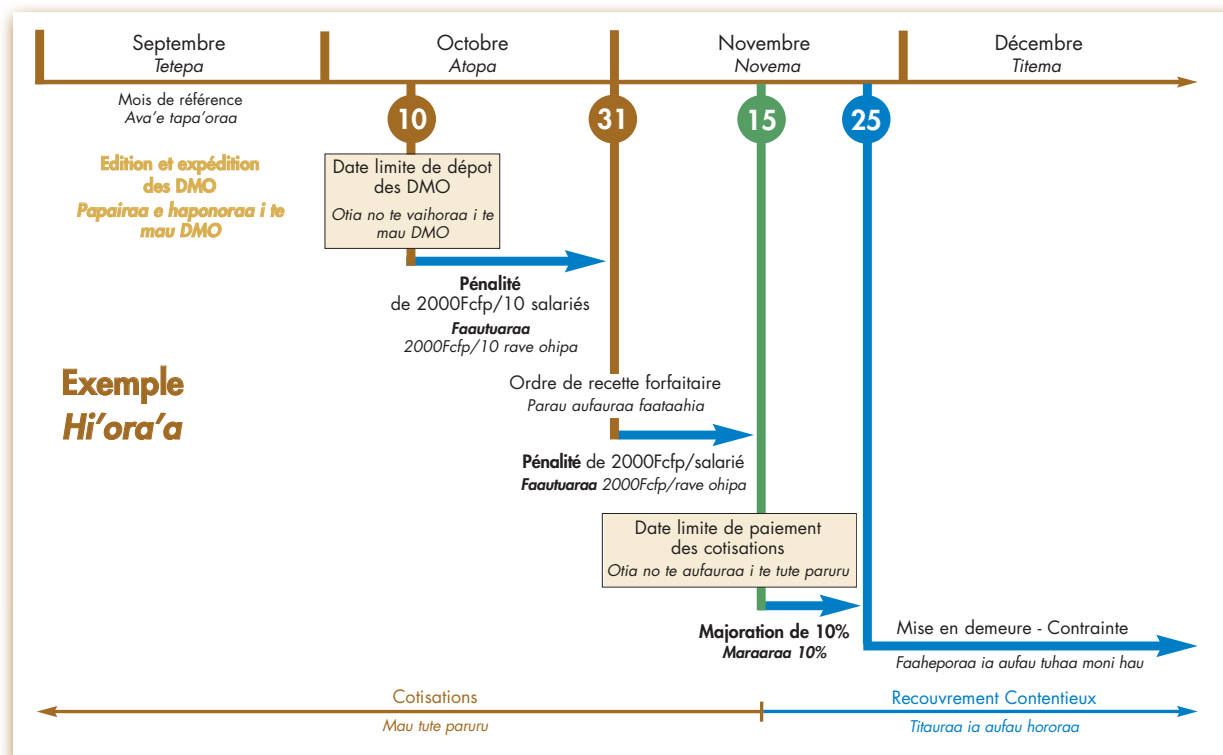 Septembre
Tetepa
Octobre
Atopa
Novembre
Novema
Décembre
Titema
Mois de référence
Ava'e tapa'oraa
10
31
15
25
Edition et expédition
des DMO
Papairaa e haponoraa i te
mau DMO
Date limite de dépot
des DMO
Otia no te vaihoraa i te
mau DMO
Pénalité
de 2000Fcfp/10 salariés
Faautuaraa
2000Fcfp/10 rave ohipa
Exemple
Hi'ora'a
Ordre de recette forfaitaire
Parau aufauraa faataahia
Pénalité de 2000Fcfp/salarié
Faautuaraa 2000Fcfp/rave ohipa
Date limite de paiement
des cotisations
Otia no te aufauraa i te tute paruru
Majoration de 10%
Maraaraa 10%
Mise en demeure - Contrainte
Faaheporaa ia aufau tuhaa moni hau
Cotisations
Mau tute paruru
Recouvrement Contentieux
Titauraa ia aufau hororaa